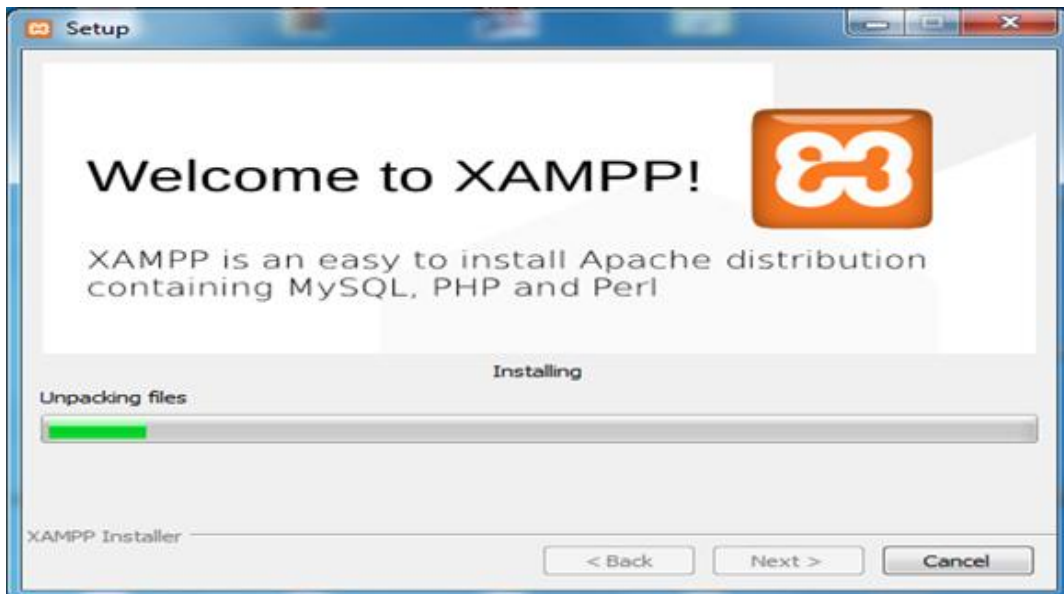 Setup
Welcome to XAMPP!
XAMPP is an easy to install Apache distribution
containing MySQL, PHP and Perl
Installing
Unpacking files
XAMPP Installer
< Back
Next >
Cancel